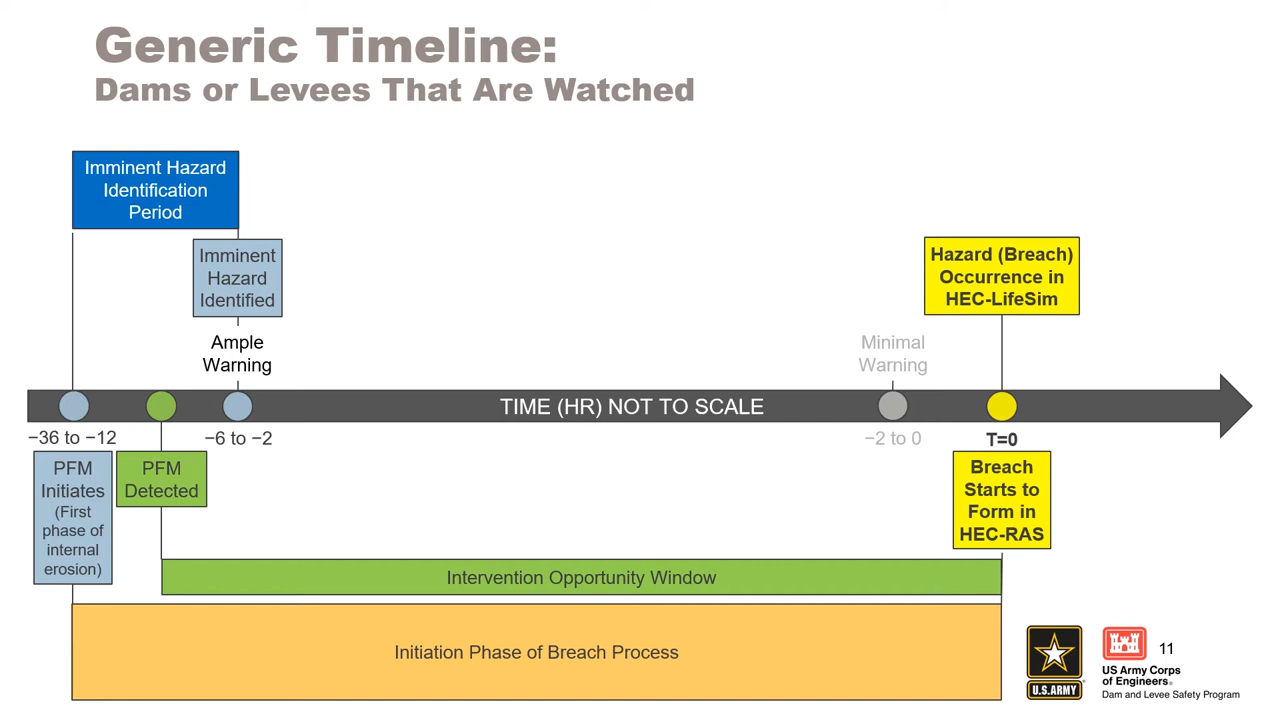 Generic Timeline:
Dams or Levees That Are Watched
Imminent Hazard
Identification
Period
Imminent
Hazard
Identified
Ample
Warning
Minimal
Warning
Hazard (Breach)
Occurrence in
HEC-LifeSim
TIME (HR) NOT TO SCALE
−36 to −12
−6 to −2
−2 to 0
T=0
PFM
Initiates
(First
phase of
internal
erosion)
PFM
Detected
Breach
Starts to
Form in
HEC-RAS
Intervention Opportunity Window
Initiation Phase of Breach Process
U.S.ARMY
US Army Corps
of Engineers®
Dam and Levee Safety Program
11